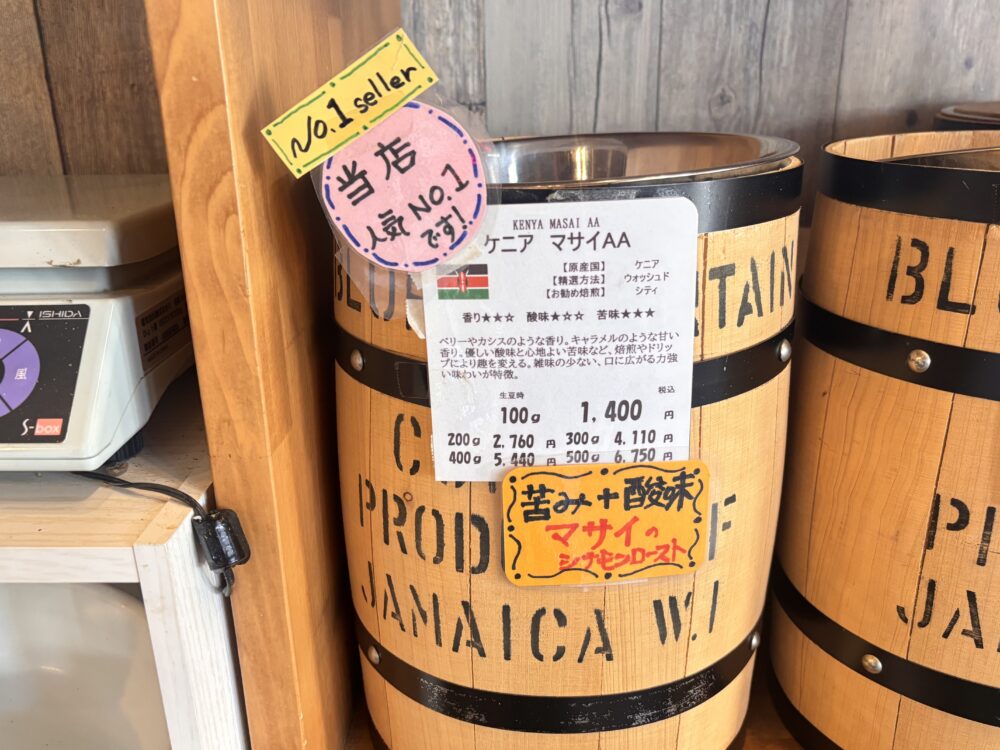 No.1 seller
当店
人気NO.1
です!
KENYA MASAI AA
ケニア マサイAA
【原産国】 ケニア
【精選方法】 ウォッシュド
【お勧め焙煎】 シティ
香り★★☆ 酸味★☆☆ 苦味★★★
ベリーやカシスのような香り。キャラメルのような甘い
香り。優しい酸味と心地よい苦味など、焙煎やドリッ
プにより趣を変える。雑味の少ない、口に広がる力強
い味わいが特徴。
生豆時 税込
100g 1,400 円
200g 2,760 円 300g 4,110 円
400g 5,440 円 500g 6,750 円
苦み+酸味
マサイの
シナモンロースト
BLU
TAIN
C
PROD
F
JAMAICA W.I
BL
P
JA
ISHIDA
風
S-box